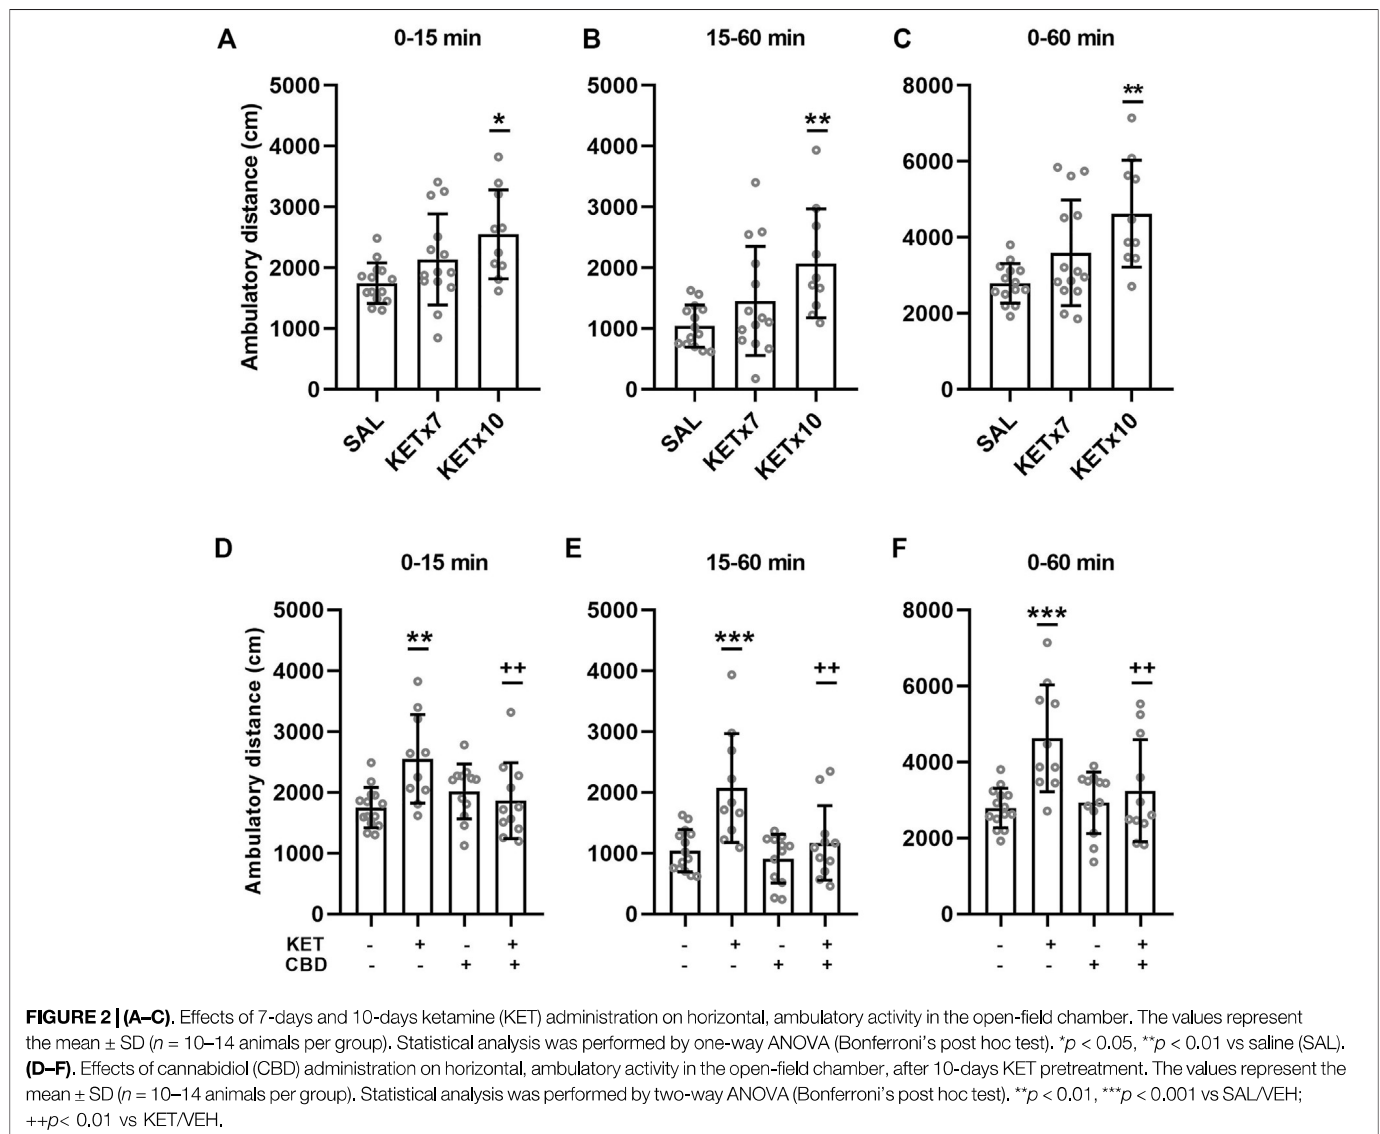 A 0-15 min
Ambulatory distance (cm)
5000
4000
3000
2000
1000
0
*
SAL
KETx7
KETx10
B 15-60 min
5000
4000
3000
2000
1000
0
**
SAL
KETx7
KETx10
C 0-60 min
8000
6000
4000
2000
0
**
SAL
KETx7
KETx10
D 0-15 min
Ambulatory distance (cm)
5000
4000
3000
2000
1000
0
**
++
KET - + - +
CBD - - + +
E 15-60 min
5000
4000
3000
2000
1000
0
***
++
- + - +
- - + +
F 0-60 min
8000
6000
4000
2000
0
***
++
- + - +
- - + +
FIGURE 2 | (A–C). Effects of 7-days and 10-days ketamine (KET) administration on horizontal, ambulatory activity in the open-field chamber. The values represent
the mean ± SD (n = 10–14 animals per group). Statistical analysis was performed by one-way ANOVA (Bonferroni's post hoc test). *p < 0.05, **p < 0.01 vs saline (SAL).
(D–F). Effects of cannabidiol (CBD) administration on horizontal, ambulatory activity in the open-field chamber, after 10-days KET pretreatment. The values represent the
mean ± SD (n = 10–14 animals per group). Statistical analysis was performed by two-way ANOVA (Bonferroni's post hoc test). **p < 0.01, ***p < 0.001 vs SAL/VEH;
++p< 0.01 vs KET/VEH.